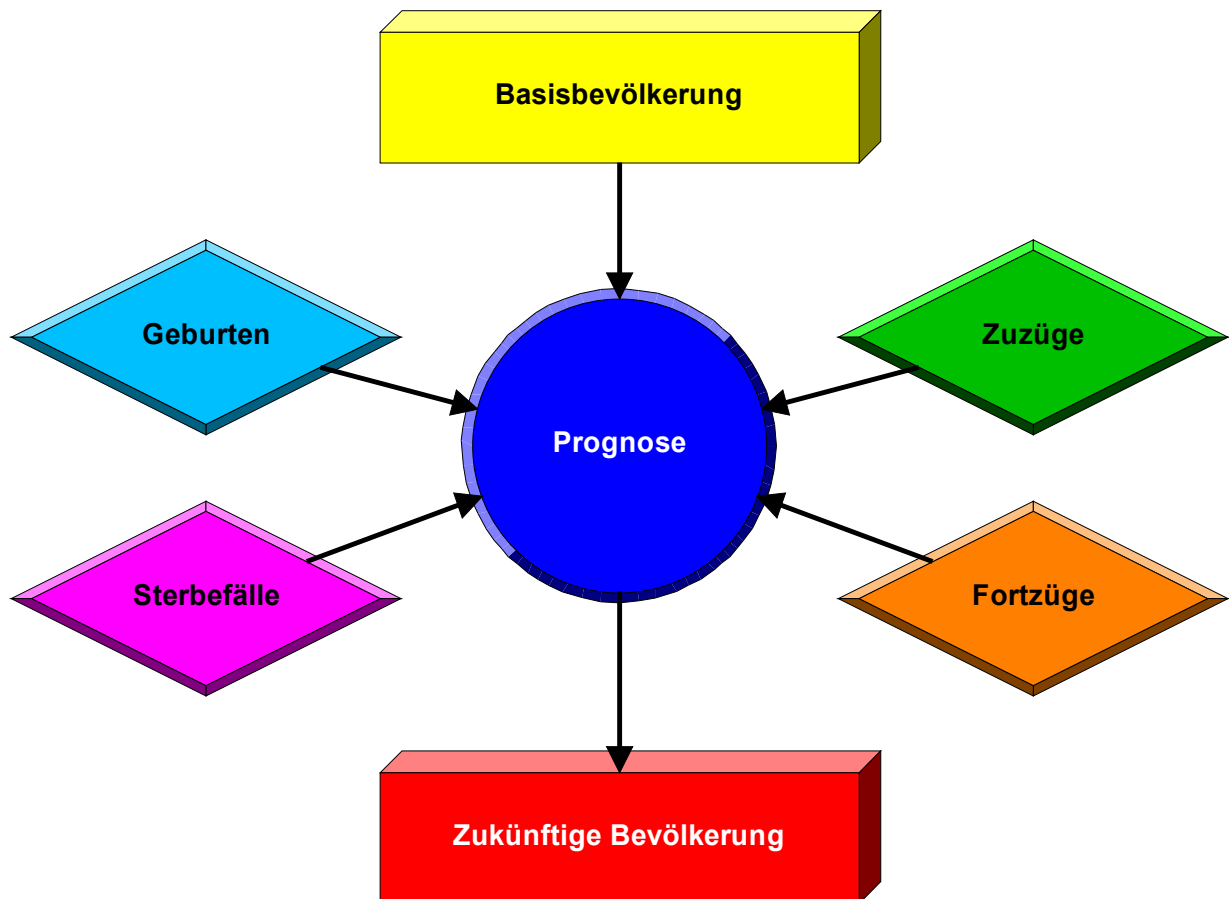 Basisbevölkerung
Geburten
Zuzüge
Prognose
Sterbefälle
Fortzüge
Zukünftige Bevölkerung